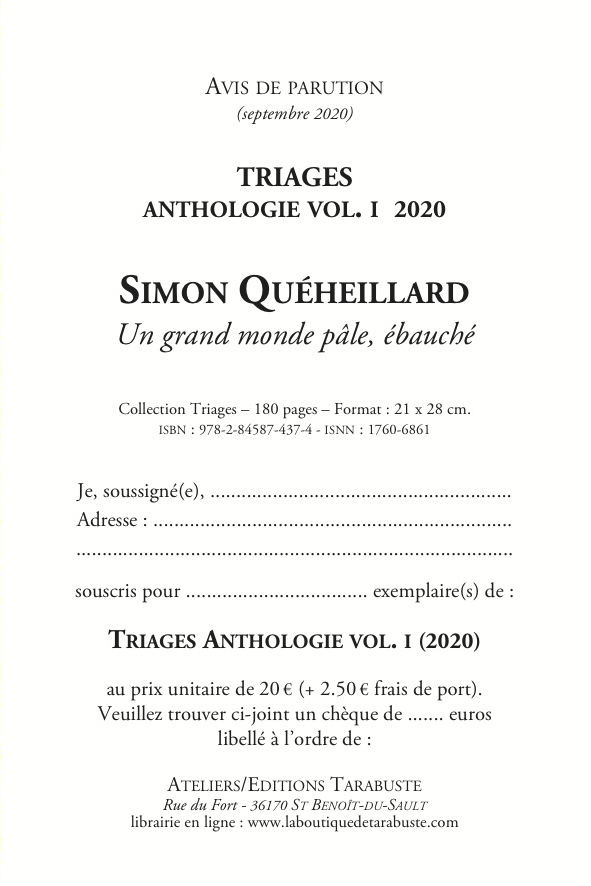 AVIS DE PARUTION
(septembre 2020)
TRIAGES
ANTHOLOGIE VOL. I 2020
SIMON QUÉHEILLARD
Un grand monde pâle, ébauché
Collection Triages – 180 pages – Format : 21 x 28 cm.
ISBN : 978-2-84587-437-4 - ISNN : 1760-6861
Je, soussigné(e), ..........................................................
Adresse : .....................................................................
....................................................................................
souscris pour ................................... exemplaire(s) de :
TRIAGES ANTHOLOGIE VOL. I (2020)
au prix unitaire de 20 € (+ 2.50 € frais de port).
Veuillez trouver ci-joint un chèque de ....... euros
libellé à l’ordre de :
ATELIERS/EDITIONS TARABUSTE
Rue du Fort - 36170 ST BENOÎT-DU-SAULT
librairie en ligne : www.laboutiquedetarabuste.com